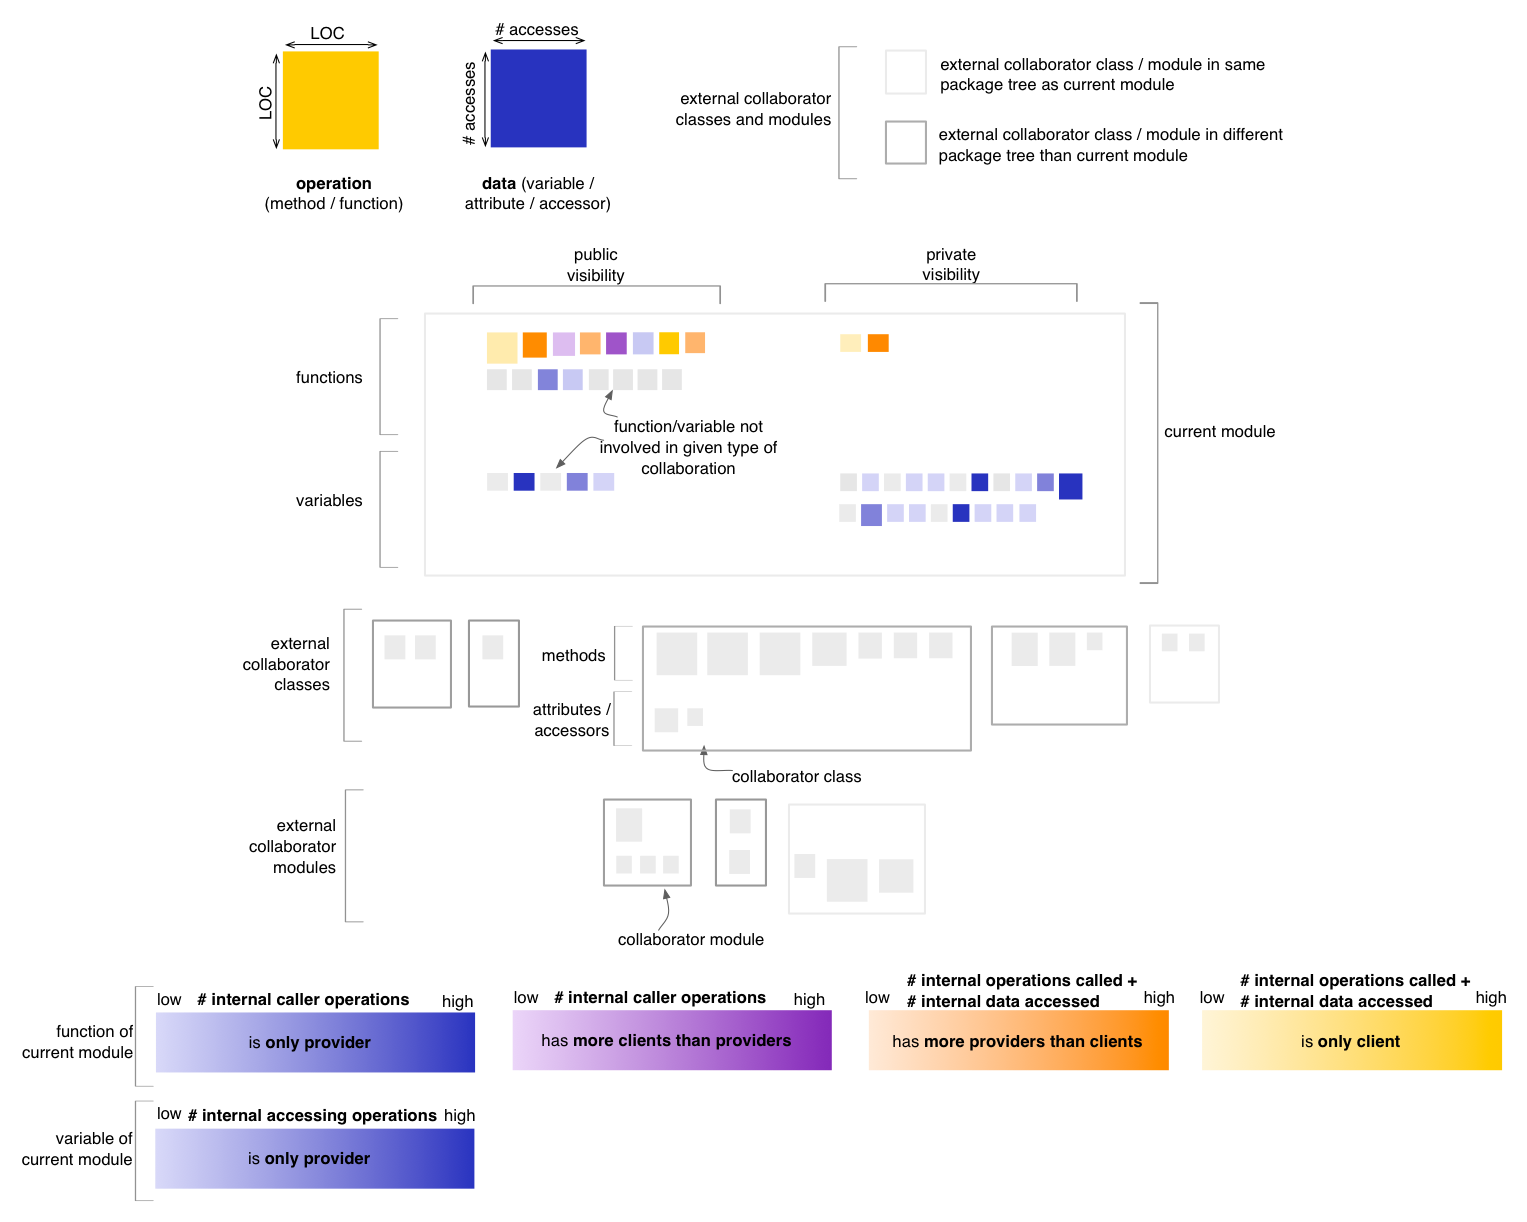 LOC
LOC
operation
(method / function)
# accesses
# accesses
data (variable /
attribute / accessor)
external collaborator
classes and modules
external collaborator class / module in same
package tree as current module
external collaborator class / module in different
package tree than current module
public
visibility
private
visibility
functions
function/variable not
involved in given type of
collaboration
variables
current module
external
collaborator
classes
methods
attributes /
accessors
collaborator class
external
collaborator
modules
collaborator module
function of
current module
low # internal caller operations high
is only provider
low # internal caller operations high
has more clients than providers
# internal operations called +
low # internal data accessed high
has more providers than clients
# internal operations called +
low # internal data accessed high
is only client
variable of
current module
low # internal accessing operations high
is only provider